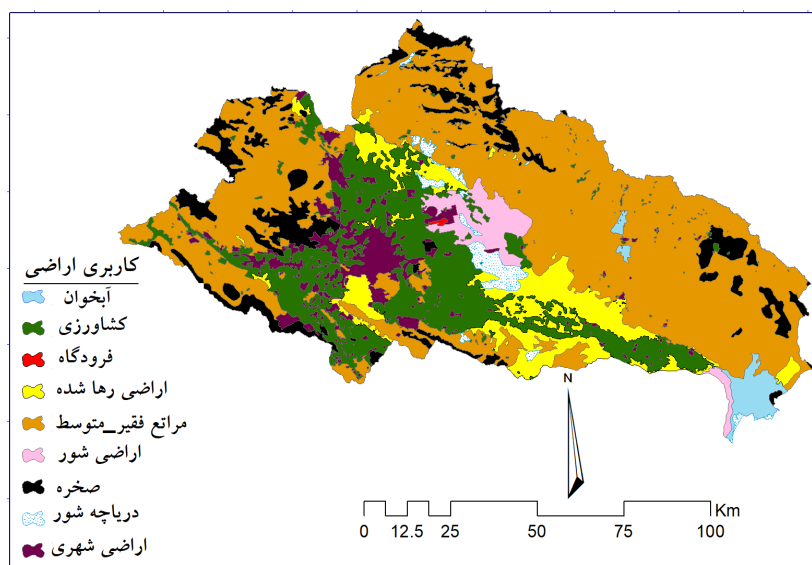 کاربری اراضی
آبخوان
کشاورزی
فرودگاه
اراضی رها شده
مراتع فقیر_متوسط
اراضی شور
صخره
دریاچه شور
اراضی شهری
N
Km
0 12.5 25 50 75 100